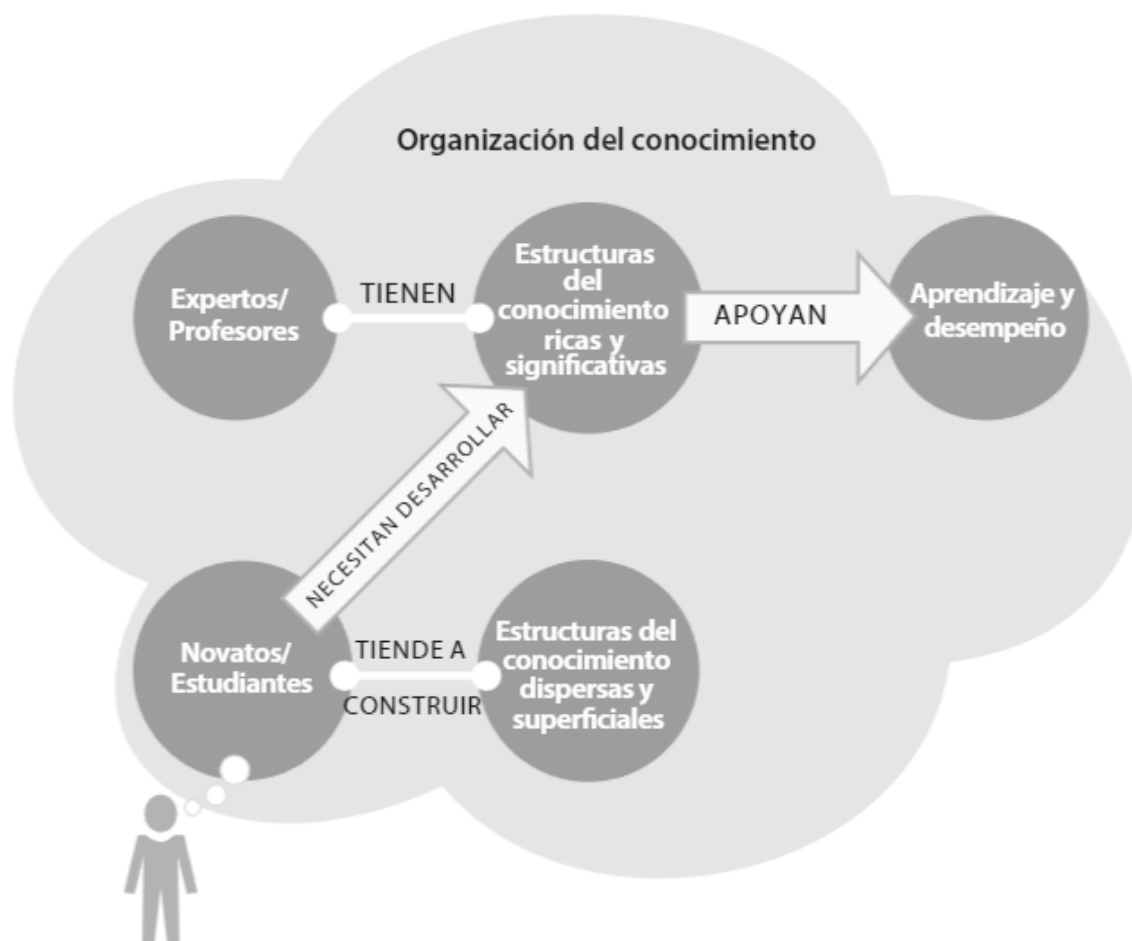 Organización del conocimiento
Expertos/
Profesores
TIENEN
Estructuras
del
conocimiento
ricas y
significativas
APOYAN
Aprendizaje y
desempeño
NECESITAN DESARROLLAR
Novatos/
Estudiantes
TIENDE A
CONSTRUIR
Estructuras del
conocimiento
dispersas y
superficiales